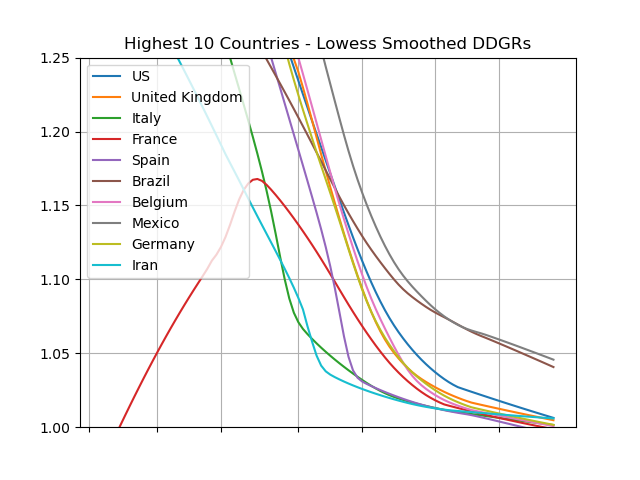 Highest 10 Countries - Lowess Smoothed DDGRs
1.25
1.20
1.15
1.10
1.05
1.00
US
United Kingdom
Italy
France
Spain
Brazil
Belgium
Mexico
Germany
Iran